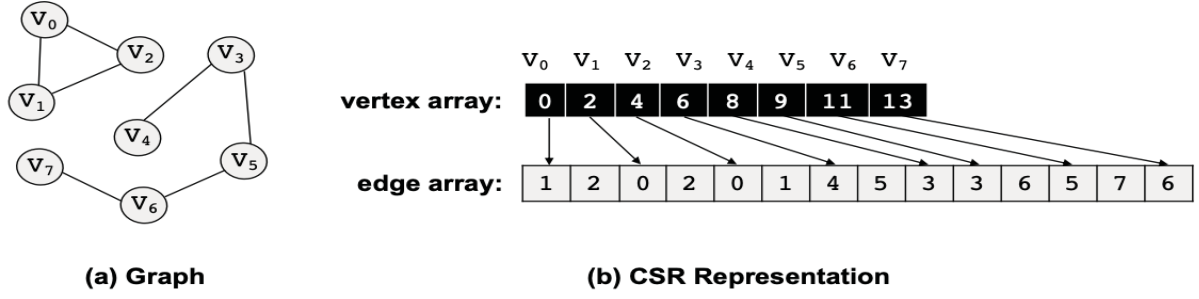 V0
V2
V3
V1
V4
V7
V5
V6
V0 V1 V2 V3 V4 V5 V6 V7
vertex array: 0 2 4 6 8 9 11 13
edge array: 1 2 0 2 0 1 4 5 3 3 6 5 7 6
(a) Graph
(b) CSR Representation